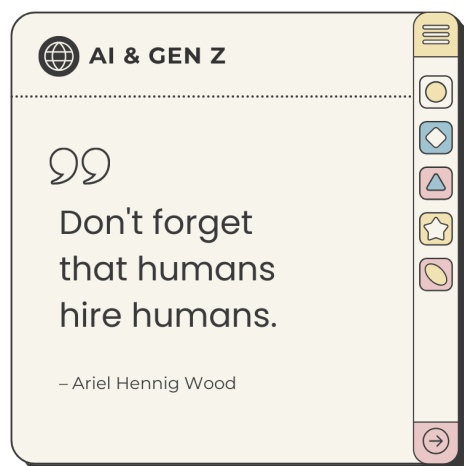 AI & GEN Z
Don't forget
that humans
hire humans.
– Ariel Hennig Wood